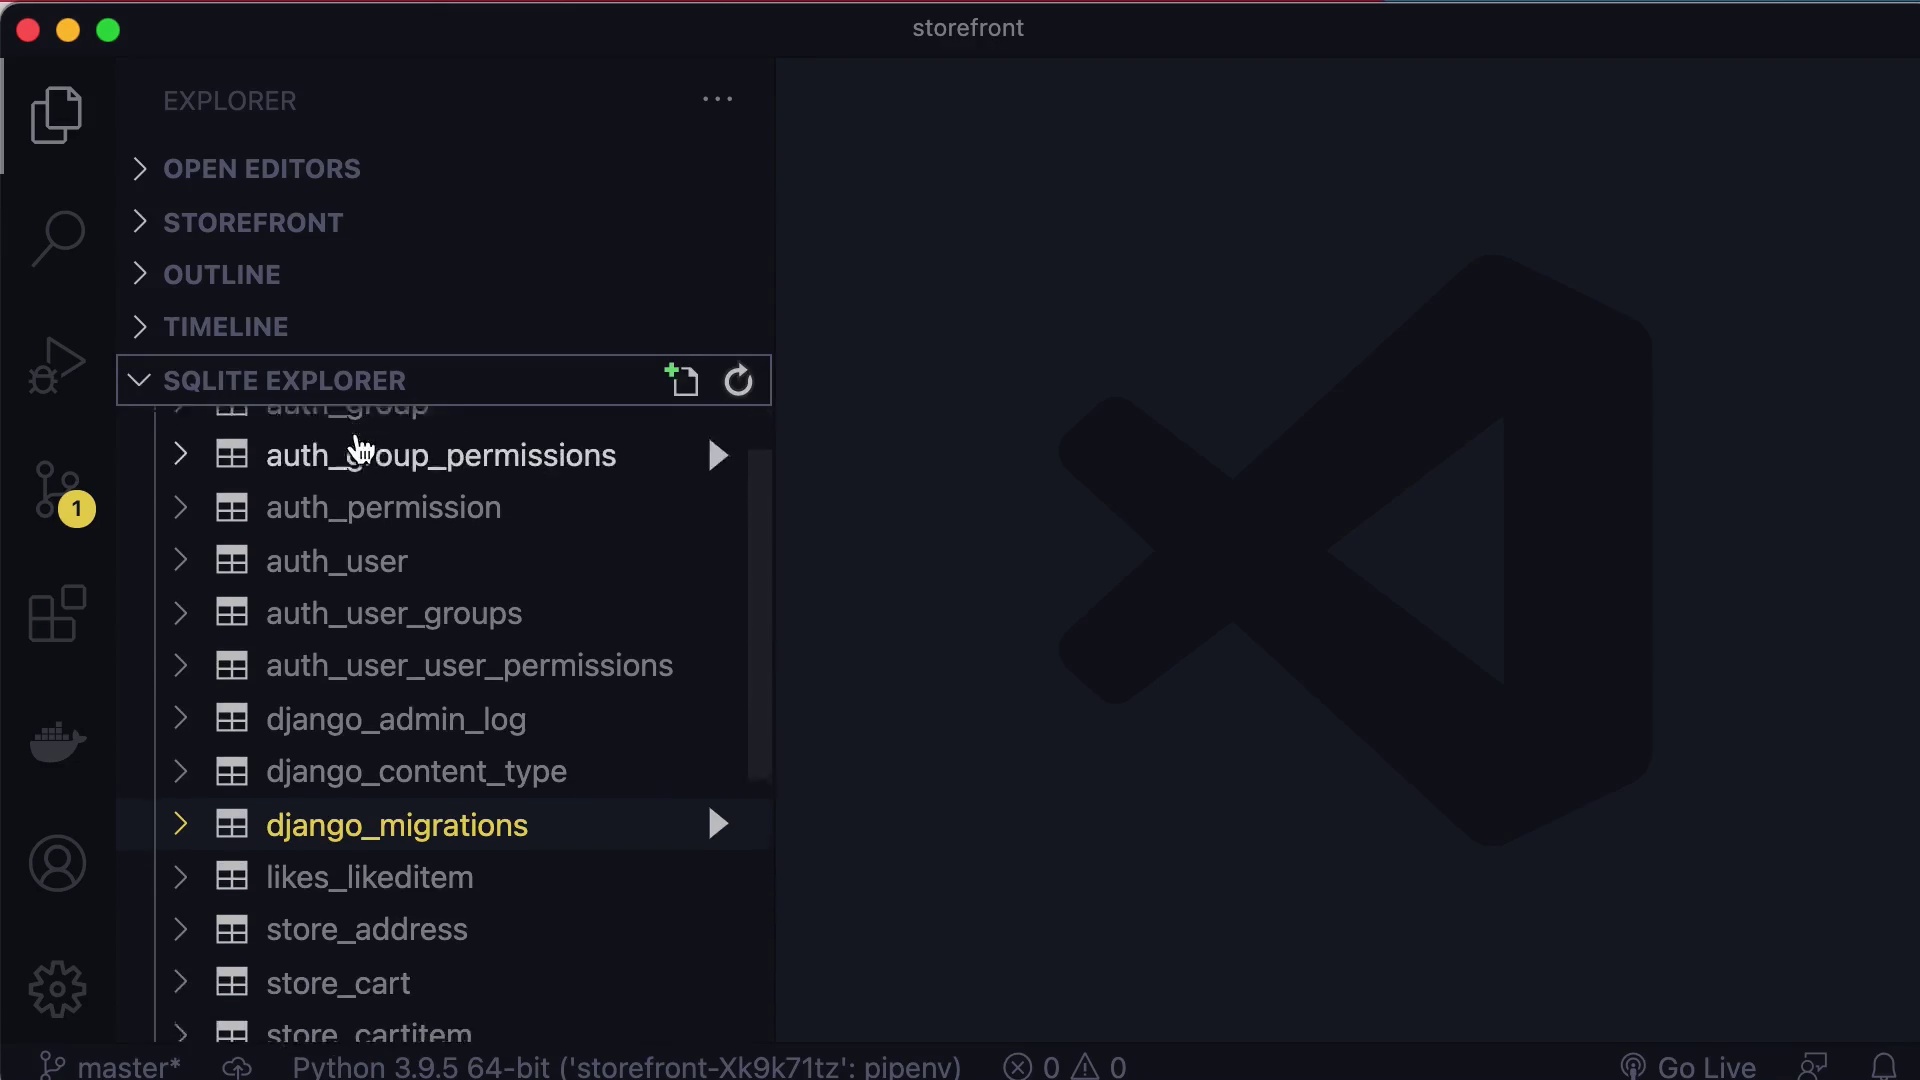 storefront
EXPLORER
OPEN EDITORS
STOREFRONT
OUTLINE
TIMELINE
SQLITE EXPLORER
auth_group
auth_group_permissions
auth_permission
auth_user
auth_user_groups
auth_user_user_permissions
django_admin_log
django_content_type
django_migrations
likes_likeditem
store_address
store_cart
store_cartitem
1
master* Python 3.9.5 64-bit ('storefront-Xk9k71tz': pipenv) 0 0 Go Live